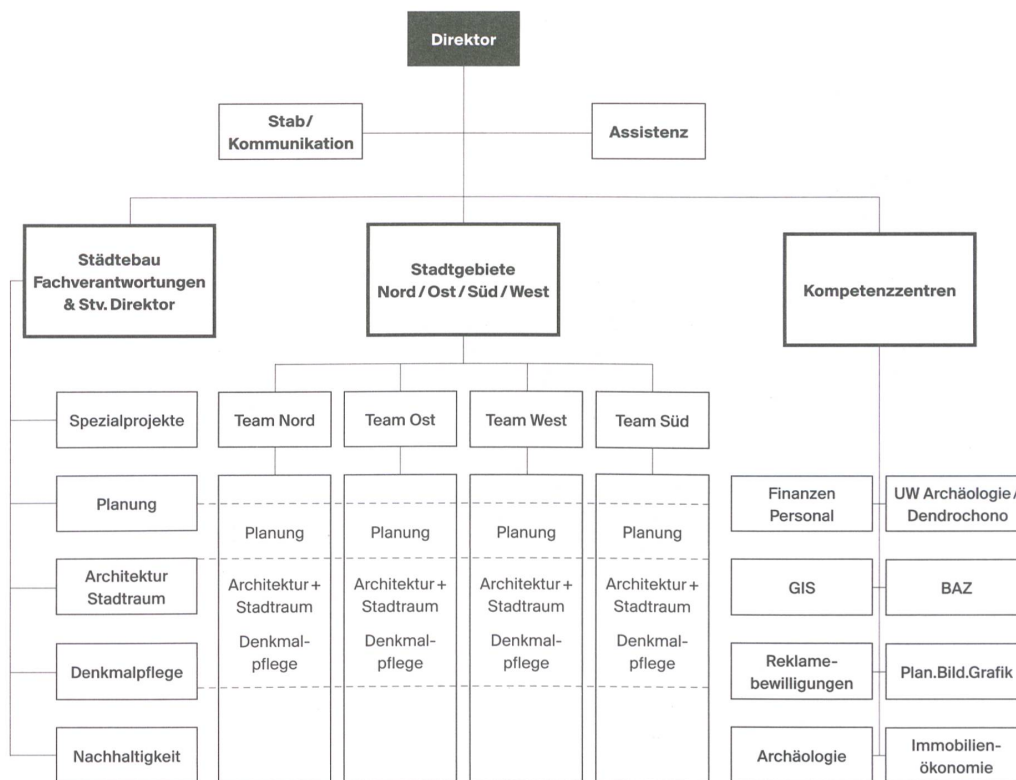 Direktor
Stab/
Kommunikation
Assistenz
Städtebau
Fachverantwortungen
& Stv. Direktor
Stadtgebiete
Nord / Ost / Süd / West
Kompetenzzentren
Spezialprojekte
Team Nord
Team Ost
Team West
Team Süd
Planung
Planung
Planung
Planung
Planung
Finanzen
Personal
UW Archäologie/
Dendrochono
Architektur
Stadtraum
Architektur +
Stadtraum
Architektur +
Stadtraum
Architektur +
Stadtraum
Architektur +
Stadtraum
GIS
BAZ
Denkmalpflege
Denkmal-
pflege
Denkmal-
pflege
Denkmal-
pflege
Denkmal-
pflege
Reklame-
bewilligungen
Plan.Bild.Grafik
Nachhaltigkeit
Archäologie
Immobilien-
ökonomie